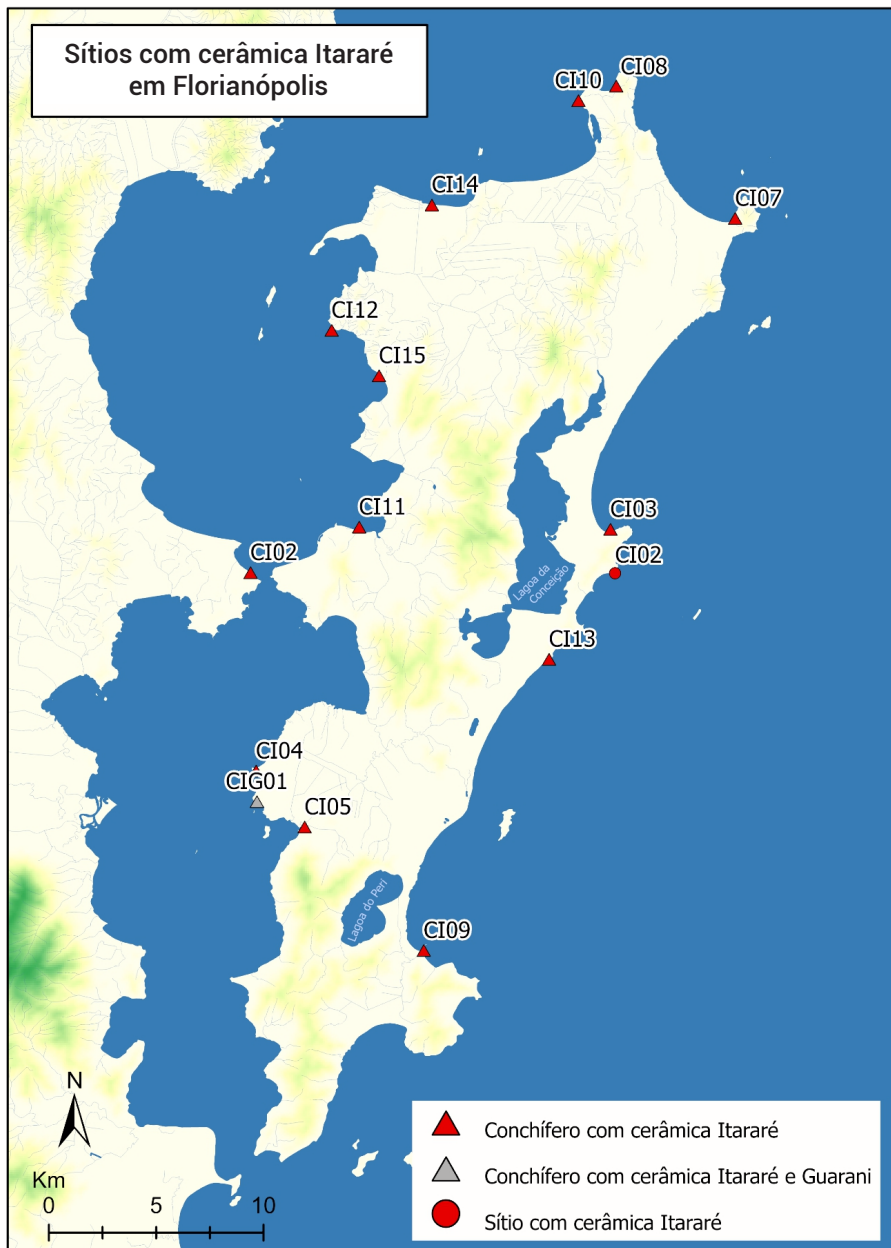 Sítios com cerâmica Itararé
em Florianópolis
CI08
CI10
CI14
CI07
CI12
CI15
CI11
CI03
CI02
CI02
Lagoa da
Conceição
CI13
CI04
CIG01
CI05
Lagoa do Peri
CI09
N
Km
0 5 10
Conchífero com cerâmica Itararé
Conchífero com cerâmica Itararé e Guarani
Sítio com cerâmica Itararé